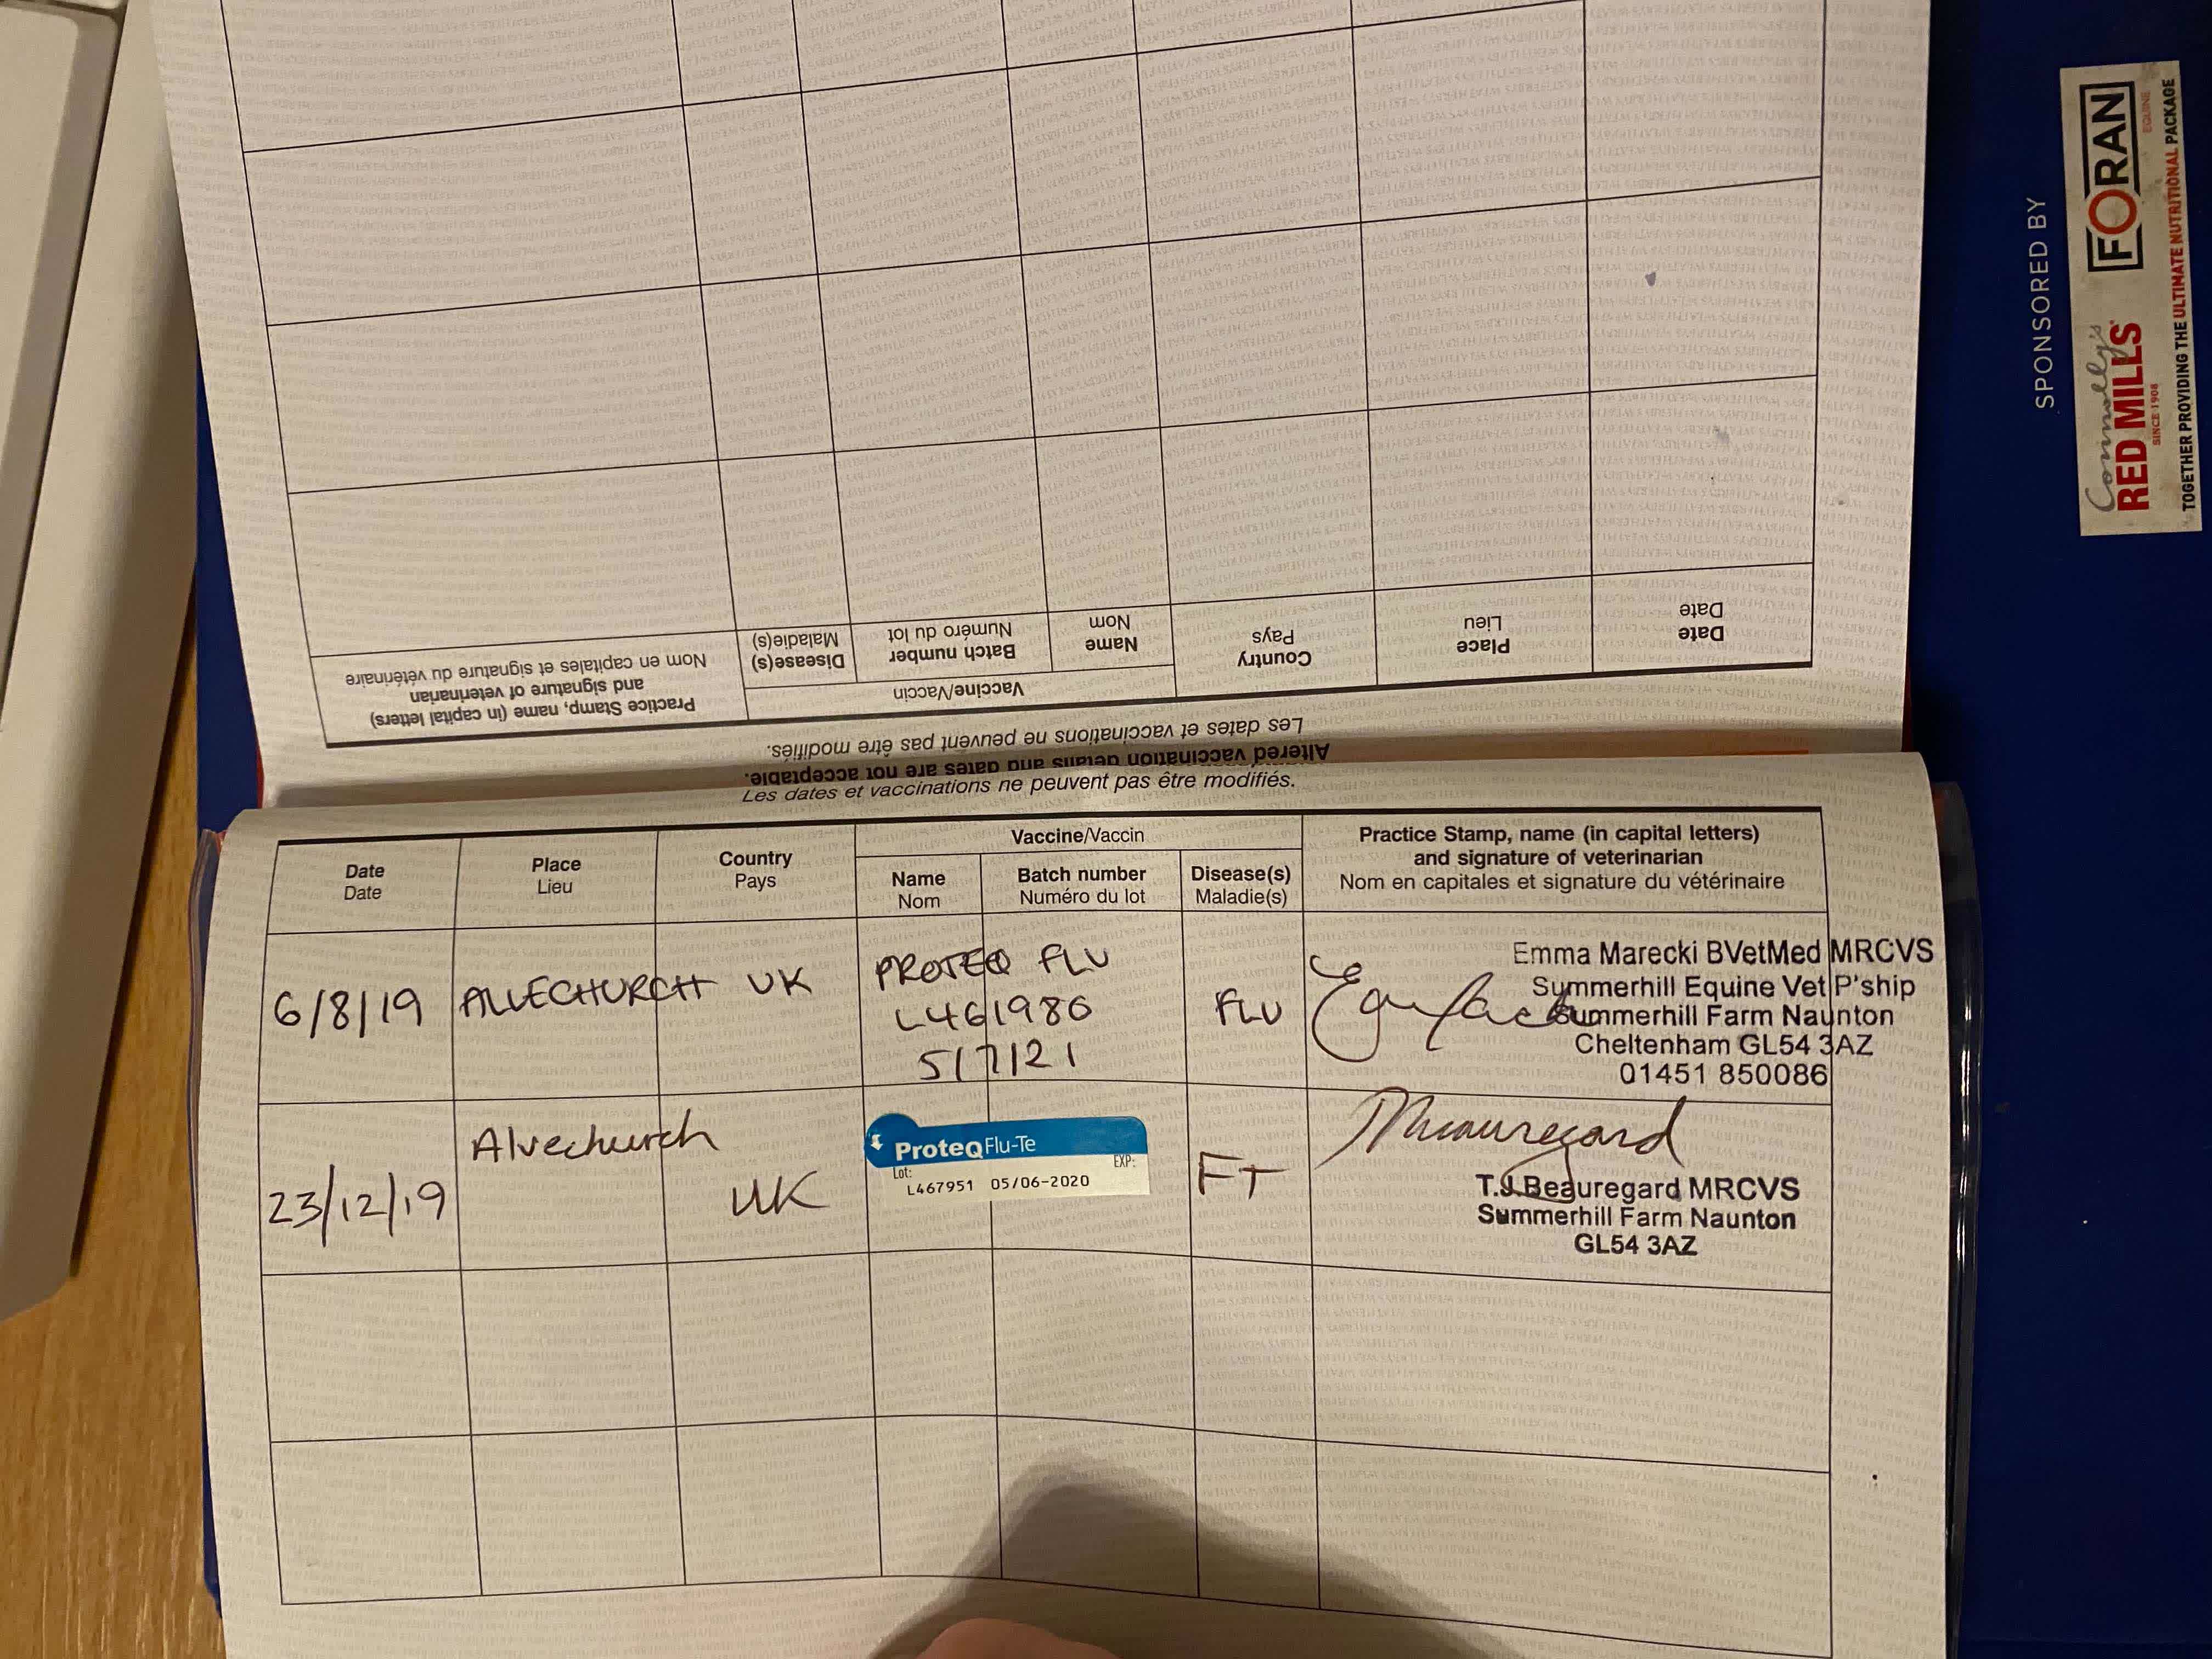 Practice Stamp, name (in capital letters)
and signature of veterinarian
Nom en capitales et signature du vétérinaire
Vaccine/Vaccin
Disease(s)
Maladie(s)
Batch number
Numéro du lot
Name
Nom
Country
Pays
Place
Lieu
Date
Date
Altered vaccination details and dates are not acceptable.
Les dates et vaccinations ne peuvent pas être modifiés.
Les dates et vaccinations ne peuvent pas être modifiés.
Date
Date
Place
Lieu
Country
Pays
Vaccine/Vaccin
Name
Nom
Batch number
Numéro du lot
Disease(s)
Maladie(s)
Practice Stamp, name (in capital letters)
and signature of veterinarian
Nom en capitales et signature du vétérinaire
6/8/19
ALVECHURCH UK
PROTEQ FLU
L461986
5/7/21
FLU
Emma Marecki BVetMed MRCVS
Summerhill Equine Vet P'ship
Summerhill Farm Naunton
Cheltenham GL54 3AZ
01451 850086
23/12/19
Alvechurch
UK
ProteqFlu-Te
Lot: EXP:
L467951 05/06-2020
FT
T.J.Beauregard MRCVS
Summerhill Farm Naunton
GL54 3AZ
SPONSORED BY
Connolly's
RED MILLS
SINCE 1908
FORAN
EQUINE
TOGETHER PROVIDING THE ULTIMATE NUTRITIONAL PACKAGE